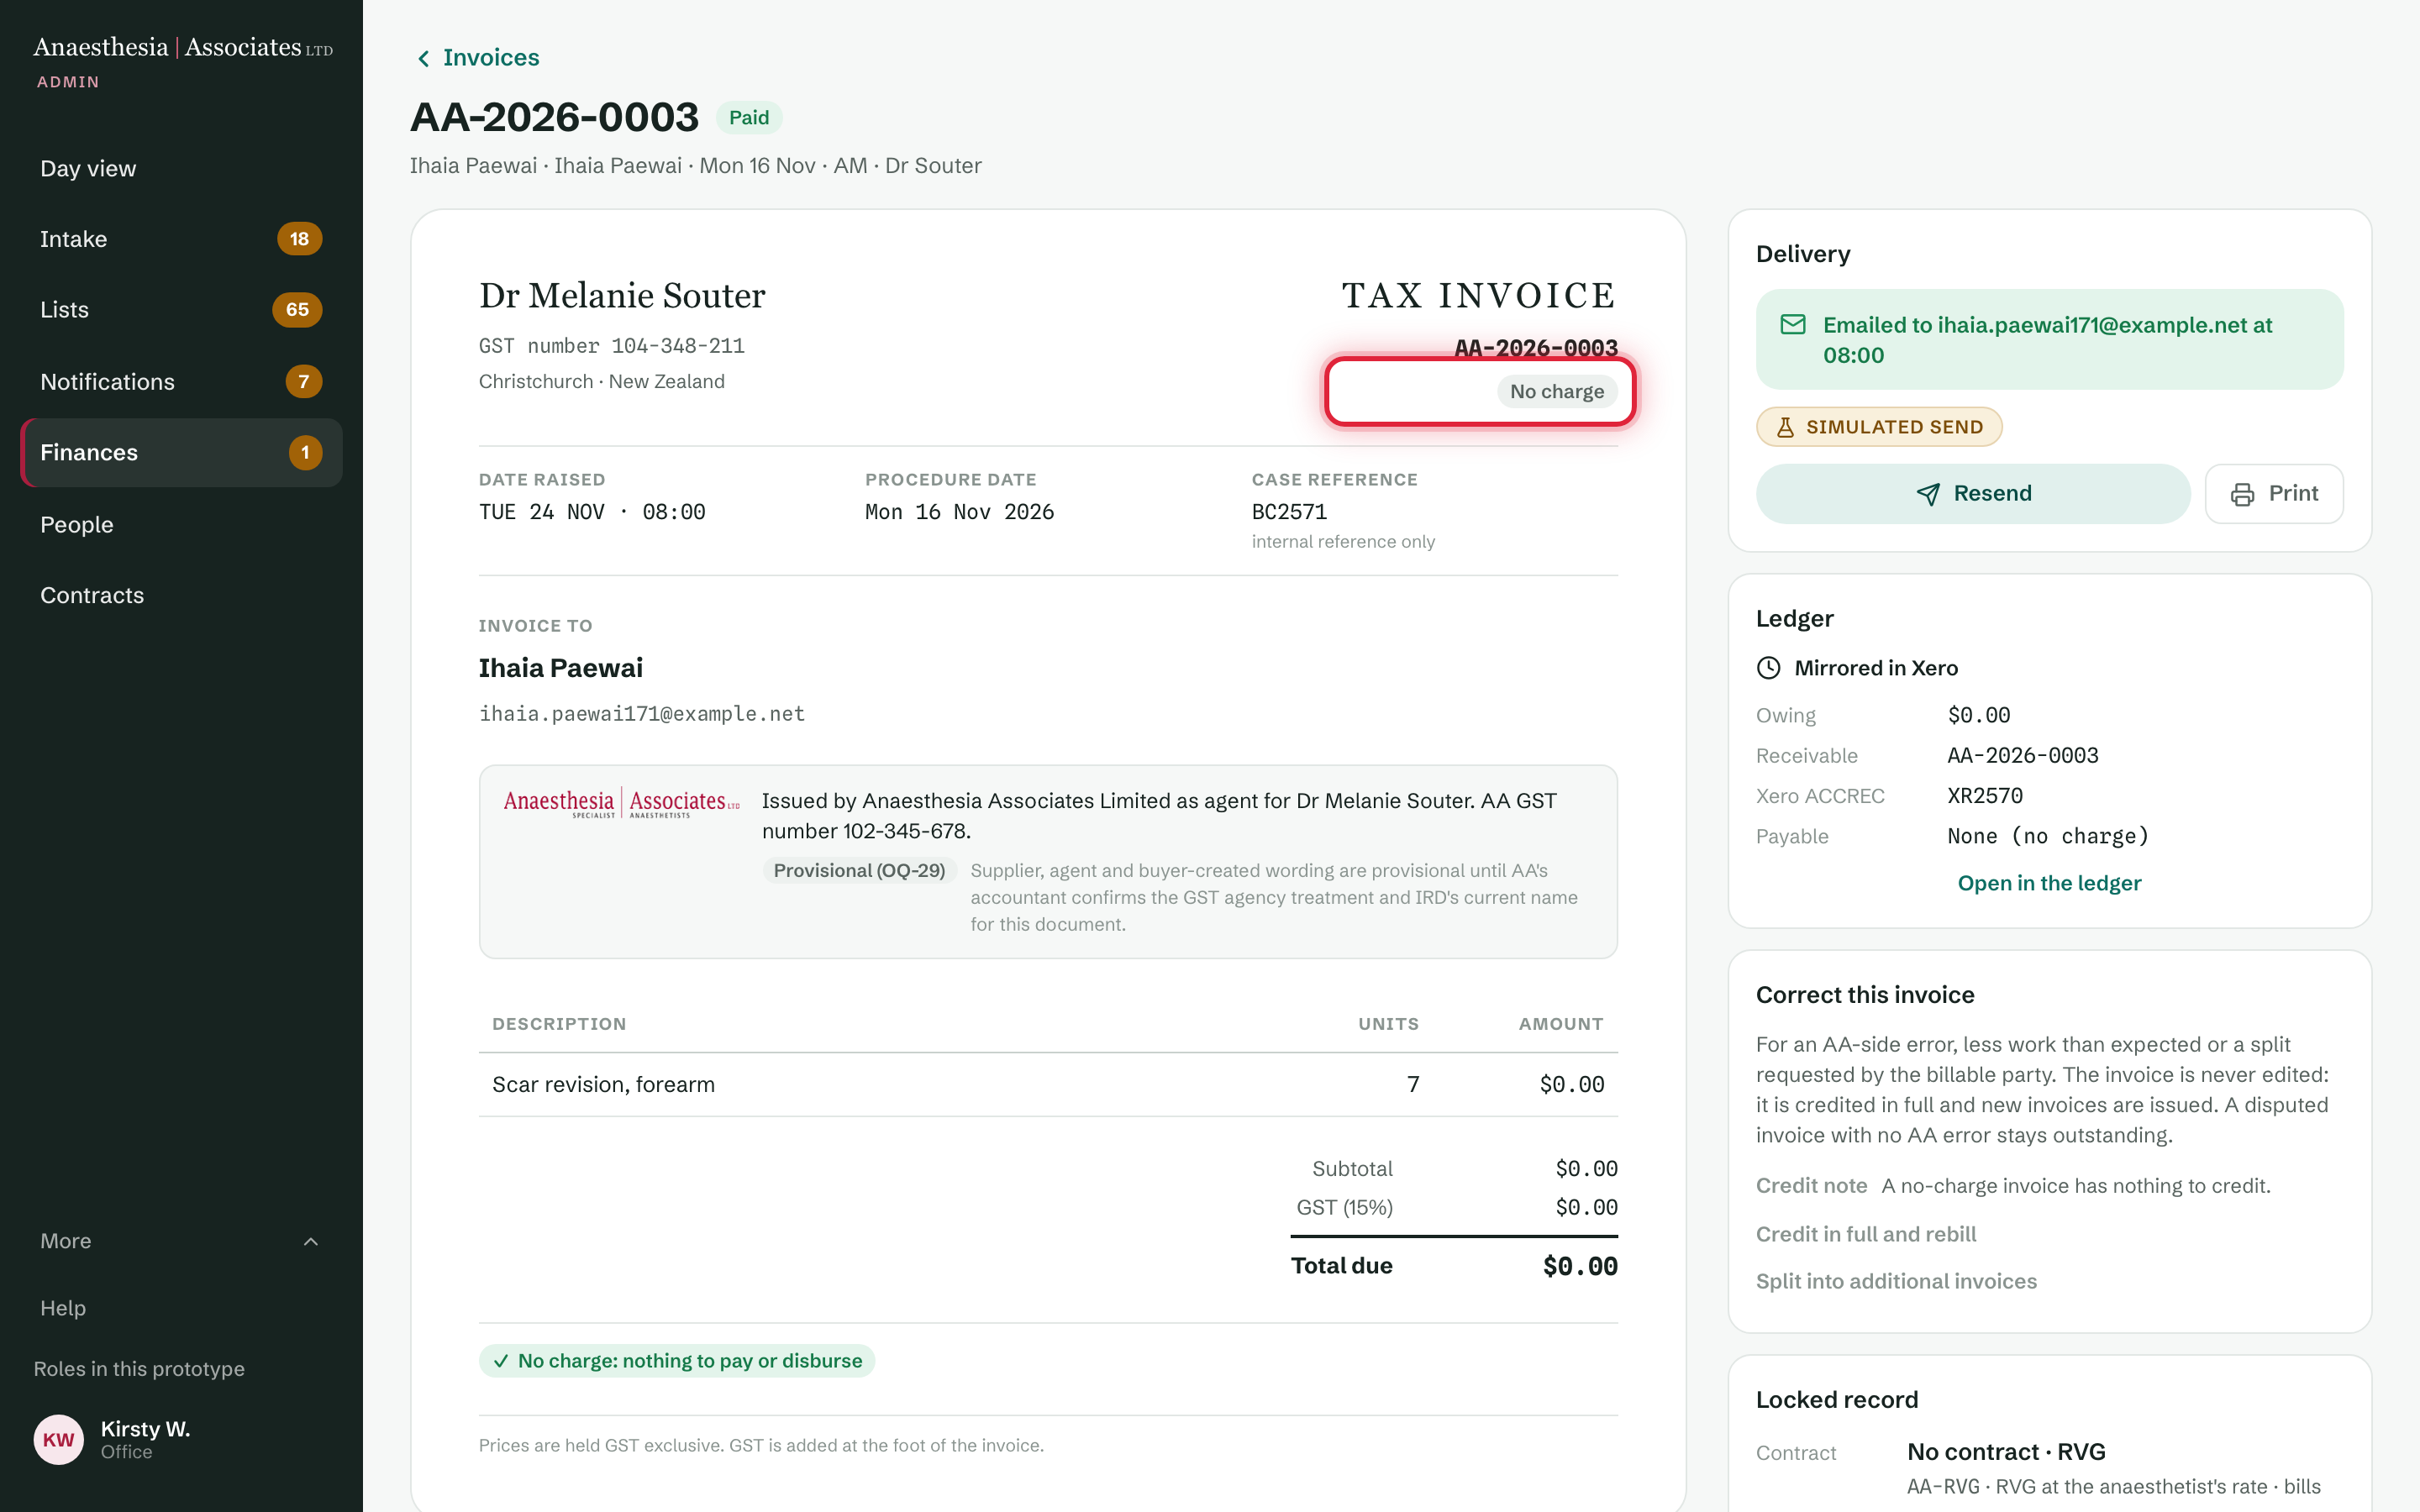 Anaesthesia | Associates LTD
ADMIN
Day view
Intake 18
Lists 65
Notifications 7
Finances 1
People
Contracts
More
Help
Roles in this prototype
KW
Kirsty W.
Office
Invoices
AA-2026-0003 Paid
Ihaia Paewai · Ihaia Paewai · Mon 16 Nov · AM · Dr Souter
Dr Melanie Souter
GST number 104-348-211
Christchurch · New Zealand
TAX INVOICE
AA-2026-0003
No charge
DATE RAISED
TUE 24 NOV · 08:00
PROCEDURE DATE
Mon 16 Nov 2026
CASE REFERENCE
BC2571
internal reference only
INVOICE TO
Ihaia Paewai
ihaia.paewai171@example.net
Anaesthesia | Associates LTD
SPECIALIST ANAESTHETISTS
Issued by Anaesthesia Associates Limited as agent for Dr Melanie Souter. AA GST
number 102-345-678.
Provisional (OQ-29) Supplier, agent and buyer-created wording are provisional until AA's
accountant confirms the GST agency treatment and IRD's current name
for this document.
DESCRIPTION UNITS AMOUNT
Scar revision, forearm 7 $0.00
Subtotal $0.00
GST (15%) $0.00
Total due $0.00
No charge: nothing to pay or disburse
Prices are held GST exclusive. GST is added at the foot of the invoice.
Delivery
Emailed to ihaia.paewai171@example.net at
08:00
SIMULATED SEND
Resend
Print
Ledger
Mirrored in Xero
Owing $0.00
Receivable AA-2026-0003
Xero ACCREC XR2570
Payable None (no charge)
Open in the ledger
Correct this invoice
For an AA-side error, less work than expected or a split
requested by the billable party. The invoice is never edited:
it is credited in full and new invoices are issued. A disputed
invoice with no AA error stays outstanding.
Credit note A no-charge invoice has nothing to credit.
Credit in full and rebill
Split into additional invoices
Locked record
Contract No contract · RVG
AA-RVG · RVG at the anaesthetist's rate · bills